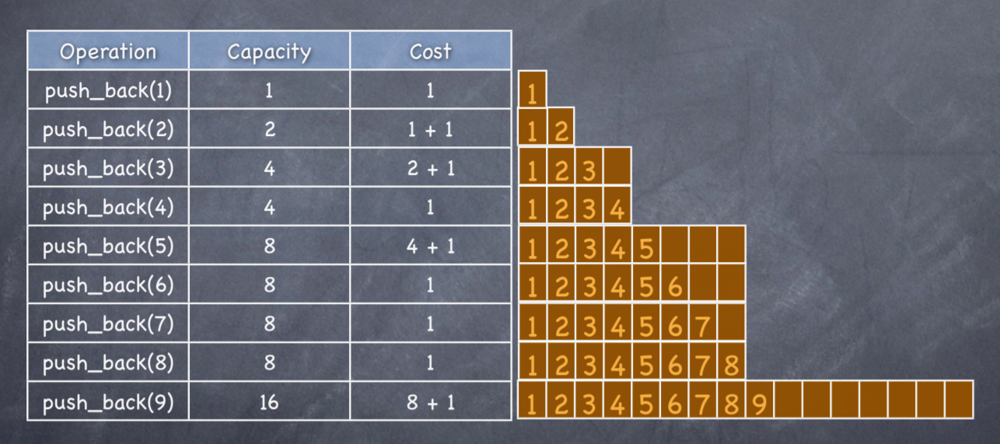 Operation Capacity Cost
push_back(1) 1 1 1
push_back(2) 2 1 + 1 1 2
push_back(3) 4 2 + 1 1 2 3
push_back(4) 4 1 1 2 3 4
push_back(5) 8 4 + 1 1 2 3 4 5
push_back(6) 8 1 1 2 3 4 5 6
push_back(7) 8 1 1 2 3 4 5 6 7
push_back(8) 8 1 1 2 3 4 5 6 7 8
push_back(9) 16 8 + 1 1 2 3 4 5 6 7 8 9